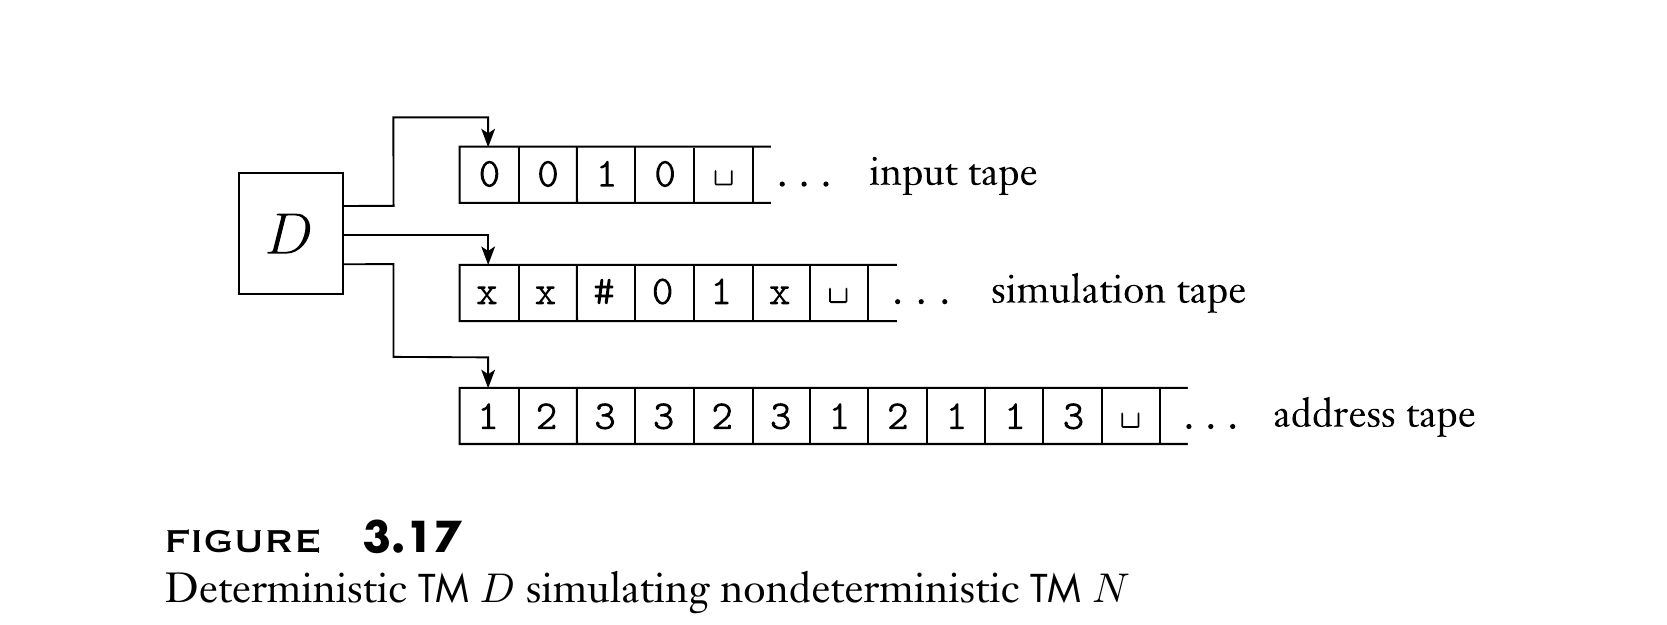 0 0 1 0 ␣ ... input tape
D
x x # 0 1 x ␣ ... simulation tape
1 2 3 3 2 3 1 2 1 1 3 ␣ ... address tape
FIGURE 3.17
Deterministic TM D simulating nondeterministic TM N